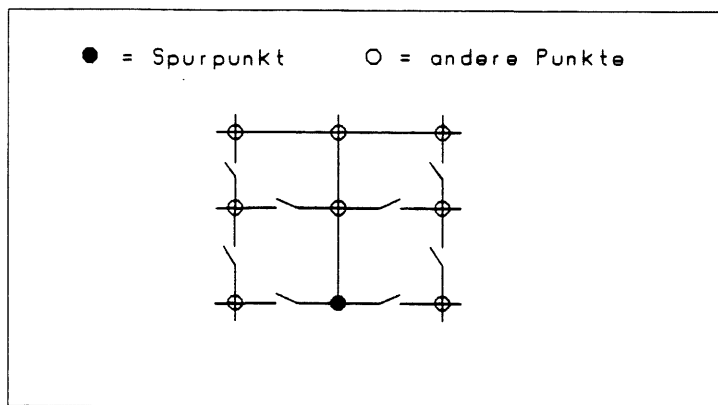 ● = Spurpunkt O = andere Punkte